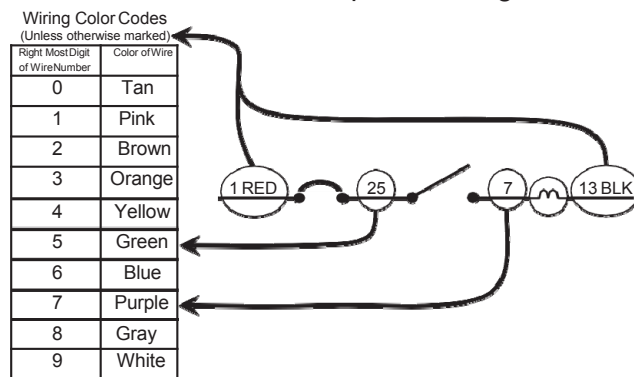 Wiring Color Codes
(Unless otherwise marked)
Right Most Digit of Wire Number Color of Wire
0 Tan
1 Pink
2 Brown
3 Orange
4 Yellow
5 Green
6 Blue
7 Purple
8 Gray
9 White
1 RED 25 7 13 BLK